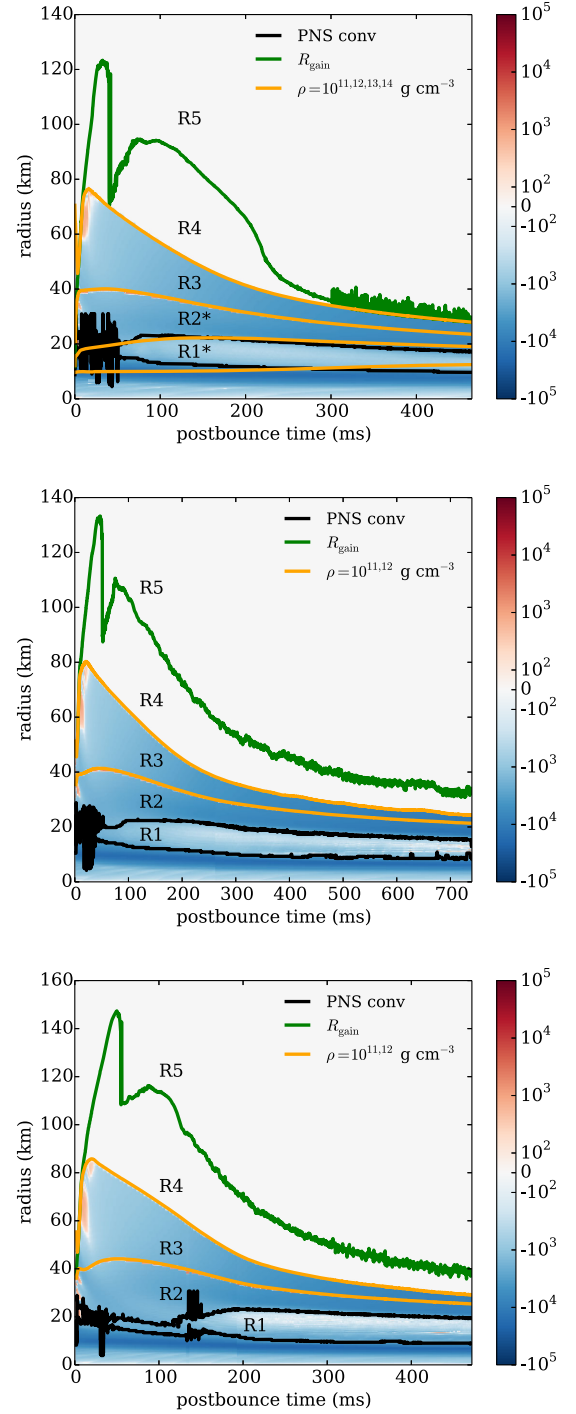 140
PNS conv
R_gain
ρ = 10^{11,12,13,14} g cm^{-3}
120
100
80
60
40
20
0
R5
R4
R3
R2*
R1*
radius (km)
0 100 200 300 400
postbounce time (ms)
10^5
10^4
10^3
10^2
0
-10^2
-10^3
-10^4
-10^5
140
PNS conv
R_gain
ρ = 10^{11,12} g cm^{-3}
120
100
80
60
40
20
0
R5
R4
R3
R2
R1
radius (km)
0 100 200 300 400 500 600 700
postbounce time (ms)
10^5
10^4
10^3
10^2
0
-10^2
-10^3
-10^4
-10^5
160
PNS conv
R_gain
ρ = 10^{11,12} g cm^{-3}
140
120
100
80
60
40
20
0
R5
R4
R3
R2
R1
radius (km)
0 100 200 300 400
postbounce time (ms)
10^5
10^4
10^3
10^2
0
-10^2
-10^3
-10^4
-10^5